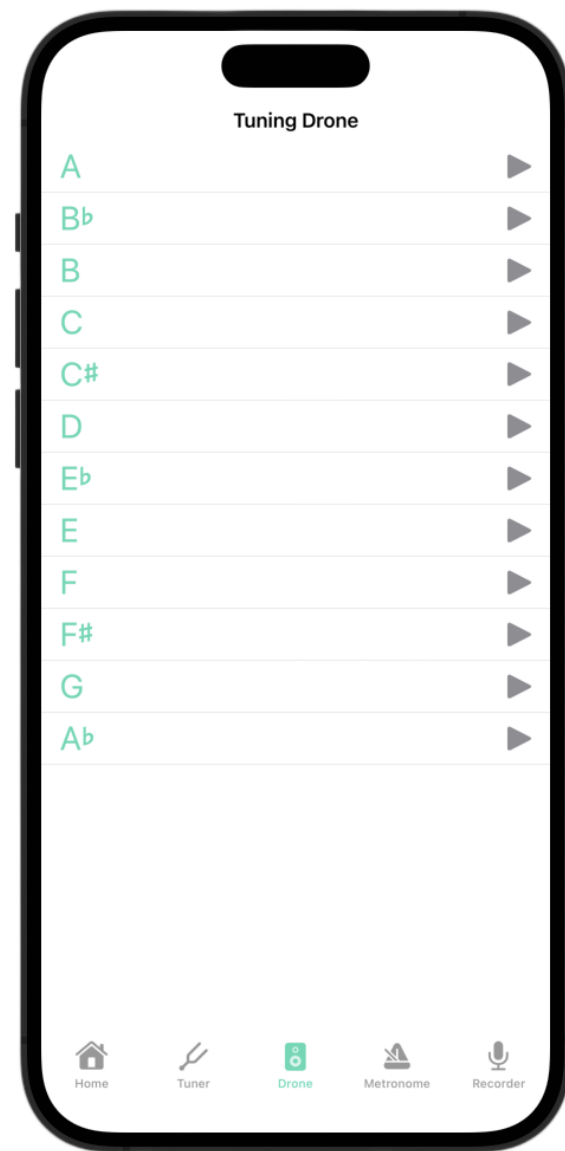 Tuning Drone
A
B♭
B
C
C♯
D
E♭
E
F
F♯
G
A♭
Home Tuner Drone Metronome Recorder